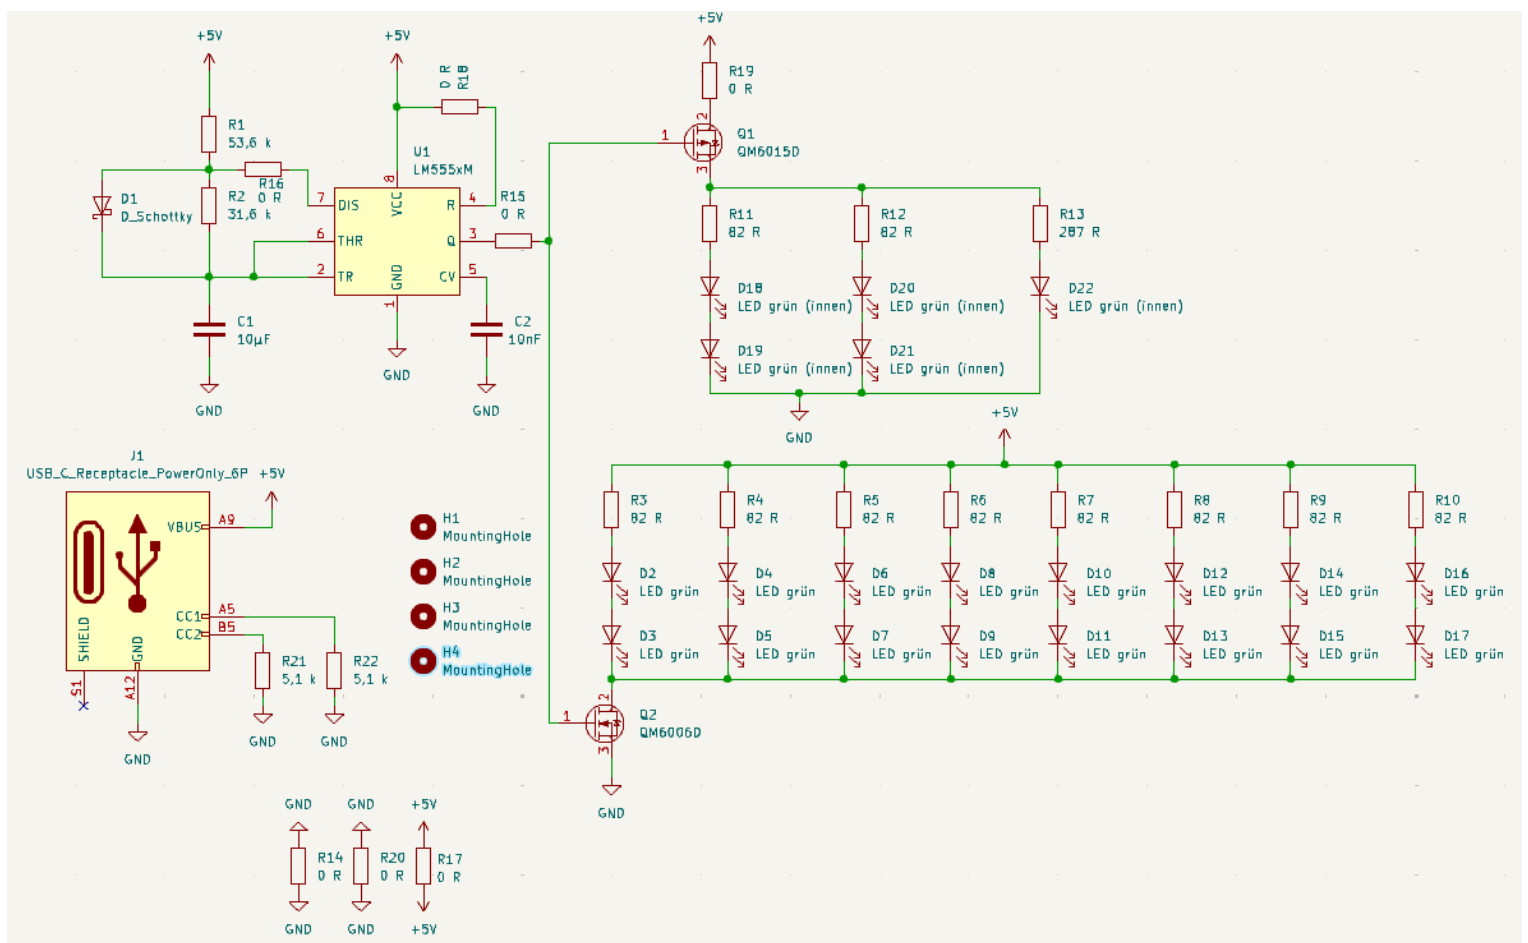 +5V
R1
53,6 k
R16
0 R
R2
31,6 k
D1
D_Schottky
C1
10µF
GND
+5V
0 R
R18
U1
LM555xM
8
VCC
7
DIS
R
4
6
THR
Q
3
2
TR
CV
5
GND
1
GND
R15
0 R
C2
10nF
GND
+5V
R19
0 R
2
1
Q1
QM6015D
3
R11
82 R
R12
82 R
R13
287 R
D18
LED grün (innen)
D20
LED grün (innen)
D22
LED grün (innen)
D19
LED grün (innen)
D21
LED grün (innen)
GND
+5V
R3
82 R
R4
82 R
R5
82 R
R6
82 R
R7
82 R
R8
82 R
R9
82 R
R10
82 R
D2
LED grün
D4
LED grün
D6
LED grün
D8
LED grün
D10
LED grün
D12
LED grün
D14
LED grün
D16
LED grün
D3
LED grün
D5
LED grün
D7
LED grün
D9
LED grün
D11
LED grün
D13
LED grün
D15
LED grün
D17
LED grün
2
1
Q2
QM6006D
3
GND
J1
USB_C_Receptacle_PowerOnly_6P
+5V
VBUS
A9
CC1
A5
CC2
B5
SHIELD
GND
S1
A12
GND
R21
5,1 k
GND
R22
5,1 k
GND
H1
MountingHole
H2
MountingHole
H3
MountingHole
H4
MountingHole
GND
R14
0 R
GND
GND
R20
0 R
GND
+5V
R17
0 R
+5V